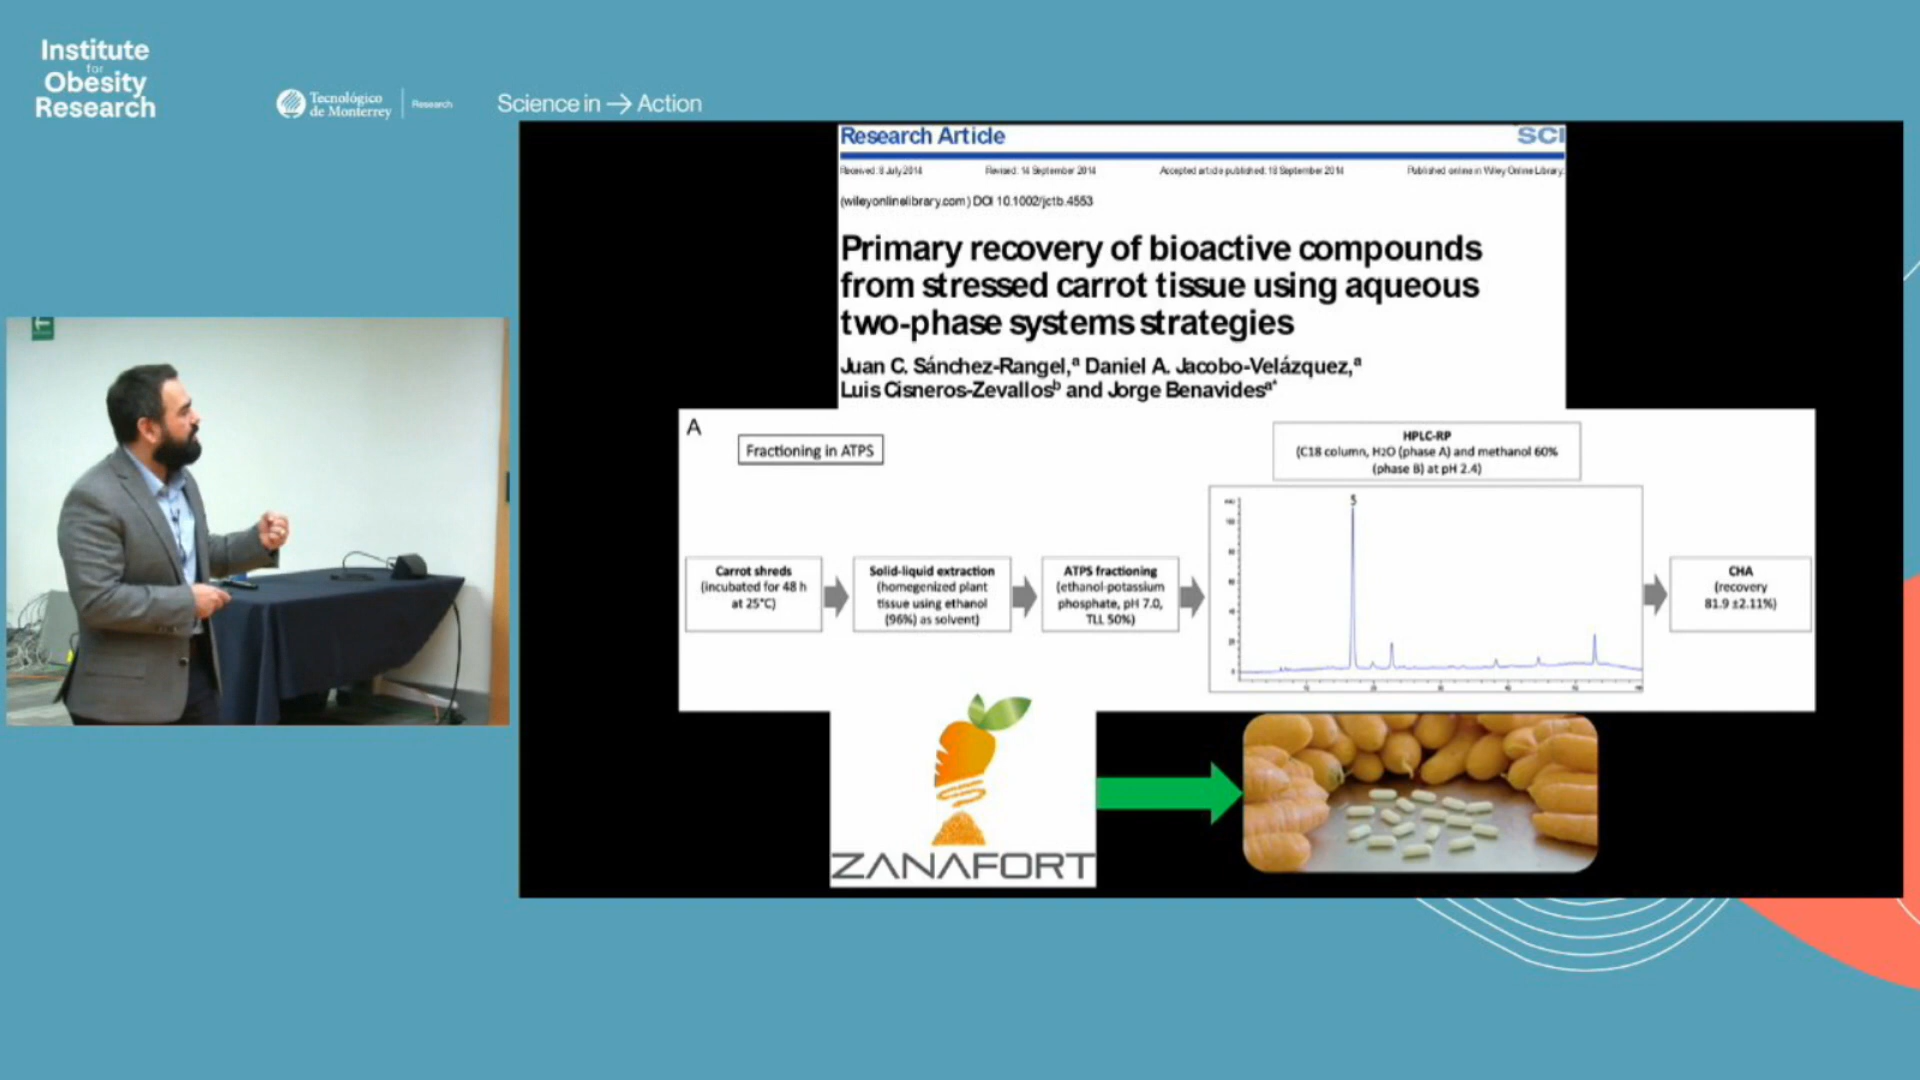 Institute
for
Obesity
Research
Tecnológico
de Monterrey
Research
Science in → Action
Research Article
SCI
Received: 8 July 2014
Revised: 14 September 2014
Accepted article published: 18 September 2014
Published online in Wiley Online Library:
(wileyonlinelibrary.com) DOI 10.1002/jctb.4553
Primary recovery of bioactive compounds
from stressed carrot tissue using aqueous
two-phase systems strategies
Juan C. Sánchez-Rangel,ª Daniel A. Jacobo-Velázquez,ª
Luis Cisneros-Zevallosᵇ and Jorge Benavidesª*
A
Fractioning in ATPS
HPLC-RP
(C18 column, H2O (phase A) and methanol 60%
(phase B) at pH 2.4)
5
Carrot shreds
(incubated for 48 h
at 25°C)
Solid-liquid extraction
(homegenized plant
tissue using ethanol
(96%) as solvent)
ATPS fractioning
(ethanol-potassium
phosphate, pH 7.0,
TLL 50%)
CHA
(recovery
81.9 ±2.11%)
ZANAFORT